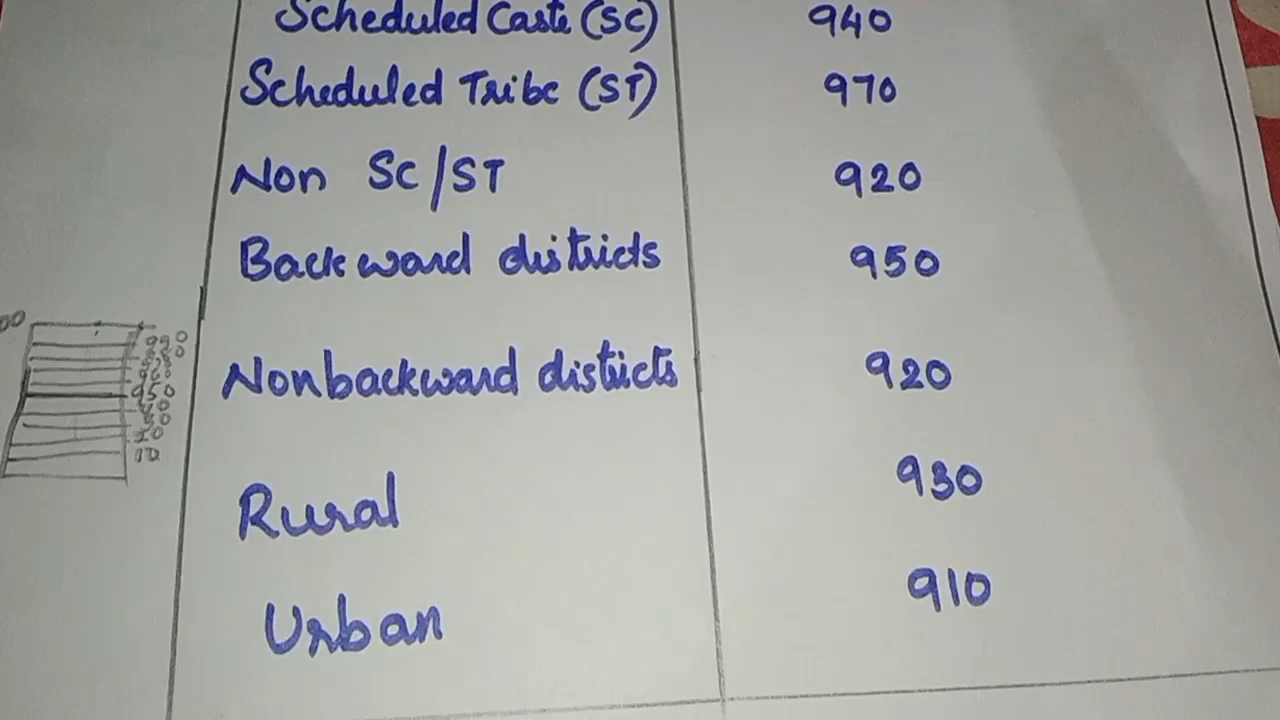 Scheduled Caste (SC) 940
Scheduled Tribe (ST) 970
Non SC/ST 920
Backward districts 950
Nonbackward districts 920
Rural 930
Urban 910